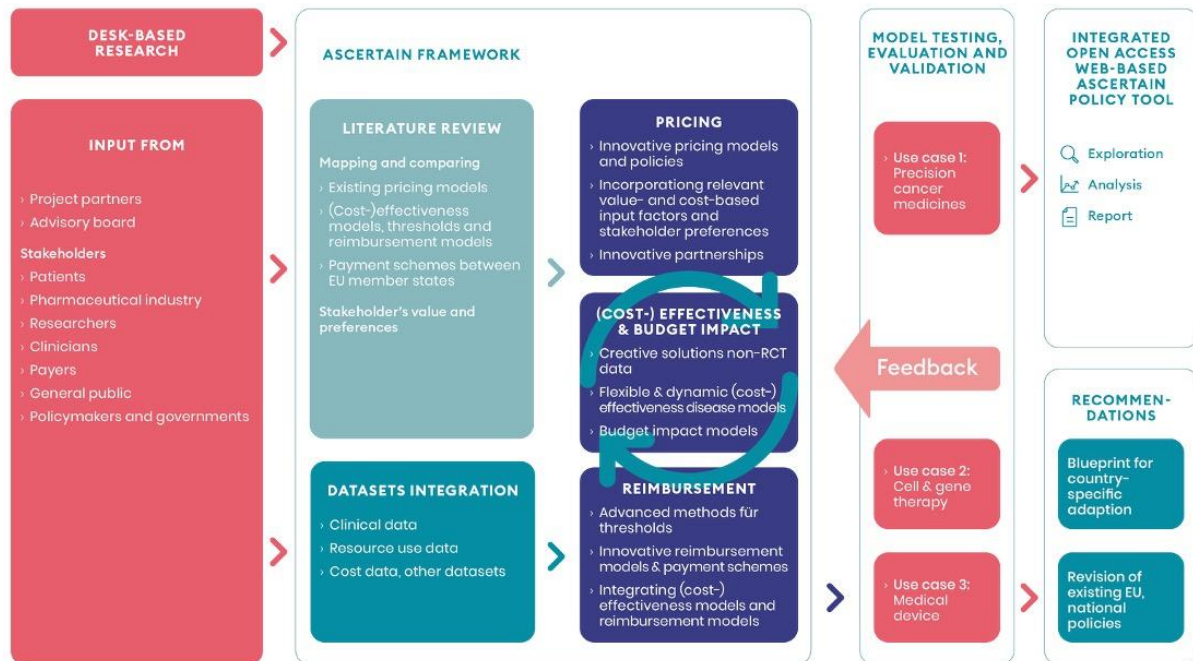 DESK-BASED
RESEARCH
INPUT FROM
› Project partners
› Advisory board
Stakeholders
› Patients
› Pharmaceutical industry
› Researchers
› Clinicians
› Payers
› General public
› Policymakers and governments
ASCERTAIN FRAMEWORK
LITERATURE REVIEW
Mapping and comparing
› Existing pricing models
› (Cost-)effectiveness
models, thresholds and
reimbursement models
› Payment schemes between
EU member states
Stakeholder's value and
preferences
DATASETS INTEGRATION
› Clinical data
› Resource use data
› Cost data, other datasets
PRICING
› Innovative pricing models
and policies
› Incorporationg relevant
value- and cost-based
input factors and
stakeholder preferences
› Innovative partnerships
(COST-) EFFECTIVENESS
& BUDGET IMPACT
› Creative solutions non-RCT
data
› Flexible & dynamic (cost-)
effectiveness disease models
› Budget impact models
REIMBURSEMENT
› Advanced methods für
thresholds
› Innovative reimbursement
models & payment schemes
› Integrating (cost-)
effectiveness models and
reimbursement models
MODEL TESTING,
EVALUATION AND
VALIDATION
› Use case 1:
Precision
cancer
medicines
Feedback
› Use case 2:
Cell & gene
therapy
› Use case 3:
Medical
device
INTEGRATED
OPEN ACCESS
WEB-BASED
ASCERTAIN
POLICY TOOL
Exploration
Analysis
Report
RECOMMEN-
DATIONS
Blueprint for
country-
specific
adaption
Revision of
existing EU,
national
policies